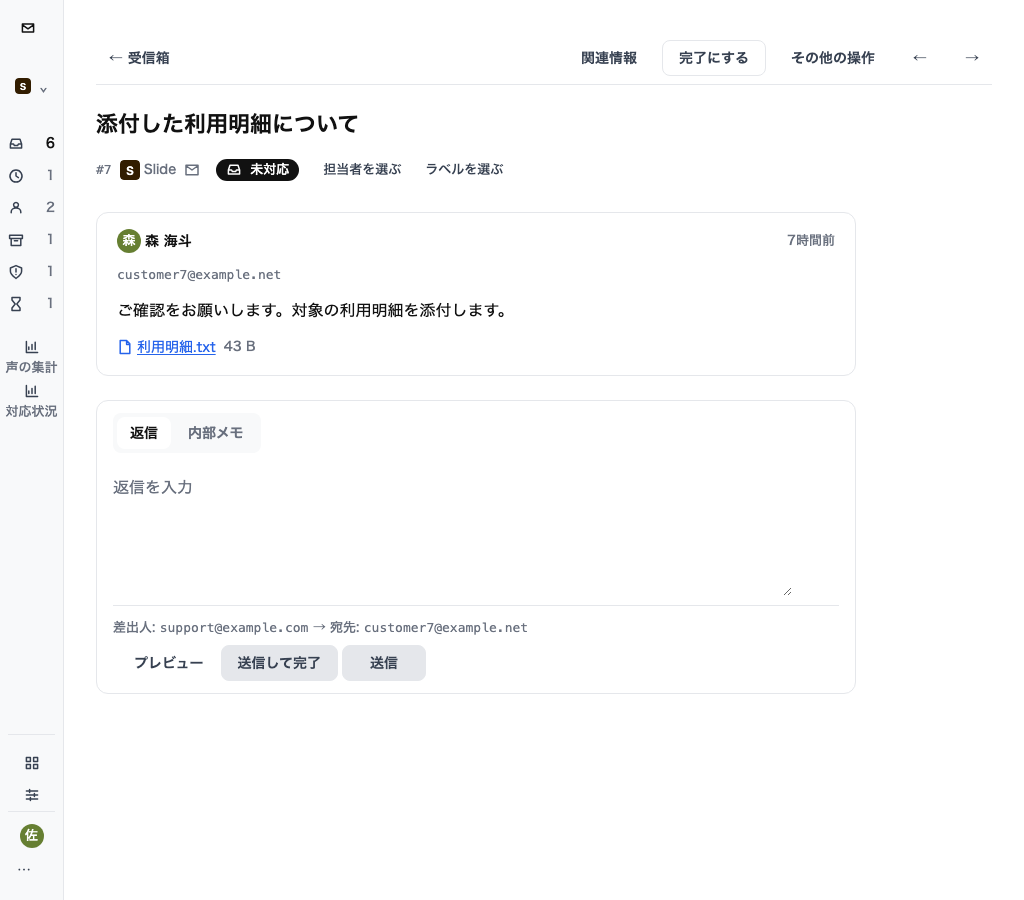 ← 受信箱 関連情報 完了にする その他の操作 ← →
S
添付した利用明細について
6
#7 S Slide 未対応 担当者を選ぶ ラベルを選ぶ
1
2
1
1
1
森 森 海斗 7時間前
customer7@example.net
ご確認をお願いします。対象の利用明細を添付します。
利用明細.txt 43 B
声の集計
対応状況
返信 内部メモ
返信を入力
差出人: support@example.com → 宛先: customer7@example.net
プレビュー 送信して完了 送信
佐
…